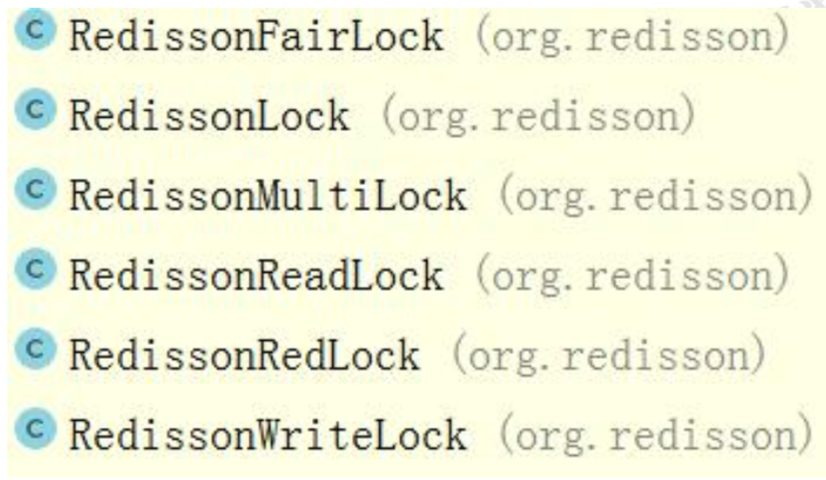 C RedissonFairLock (org.redisson)
C RedissonLock (org.redisson)
C RedissonMultiLock (org.redisson)
C RedissonReadLock (org.redisson)
C RedissonRedLock (org.redisson)
C RedissonWriteLock (org.redisson)